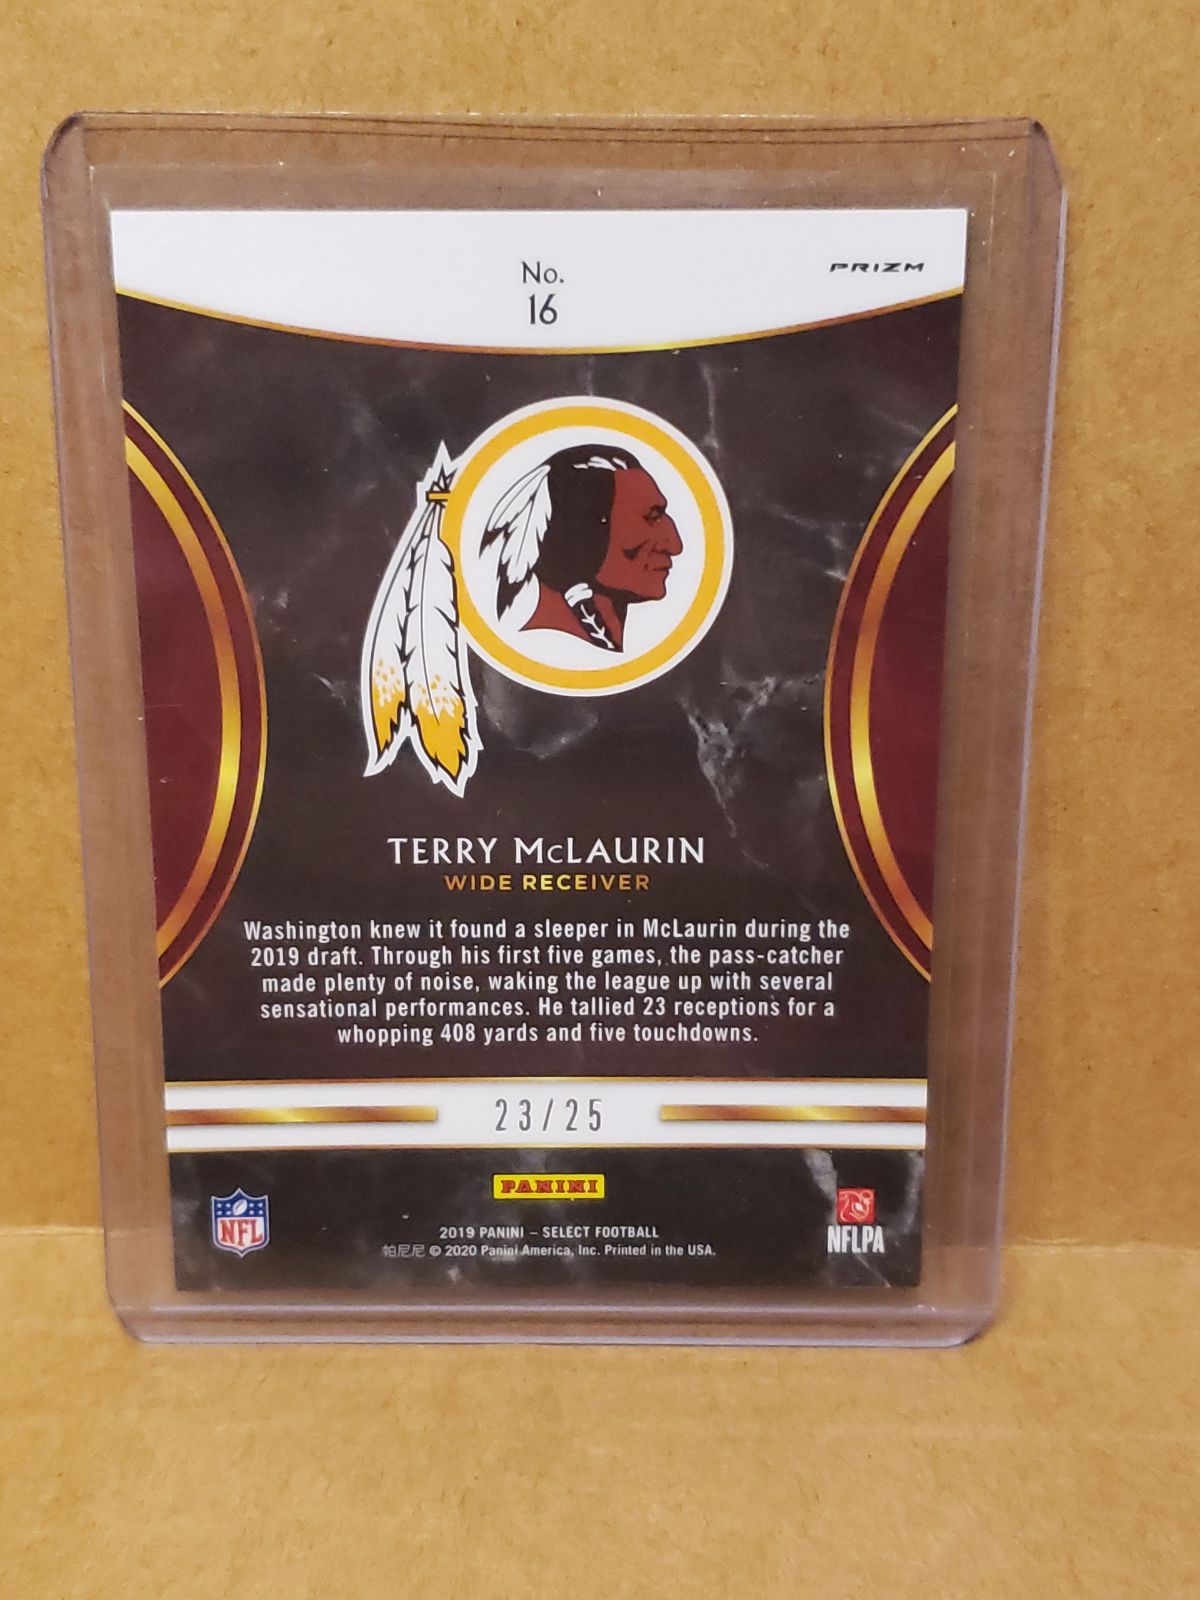 No.
16
PRIZM
TERRY McLAURIN
WIDE RECEIVER
Washington knew it found a sleeper in McLaurin during the
2019 draft. Through his first five games, the pass-catcher
made plenty of noise, waking the league up with several
sensational performances. He tallied 23 receptions for a
whopping 408 yards and five touchdowns.
23/25
PANINI
NFL
2019 PANINI – SELECT FOOTBALL
帕尼尼 © 2020 Panini America, Inc. Printed in the USA.
NFLPA